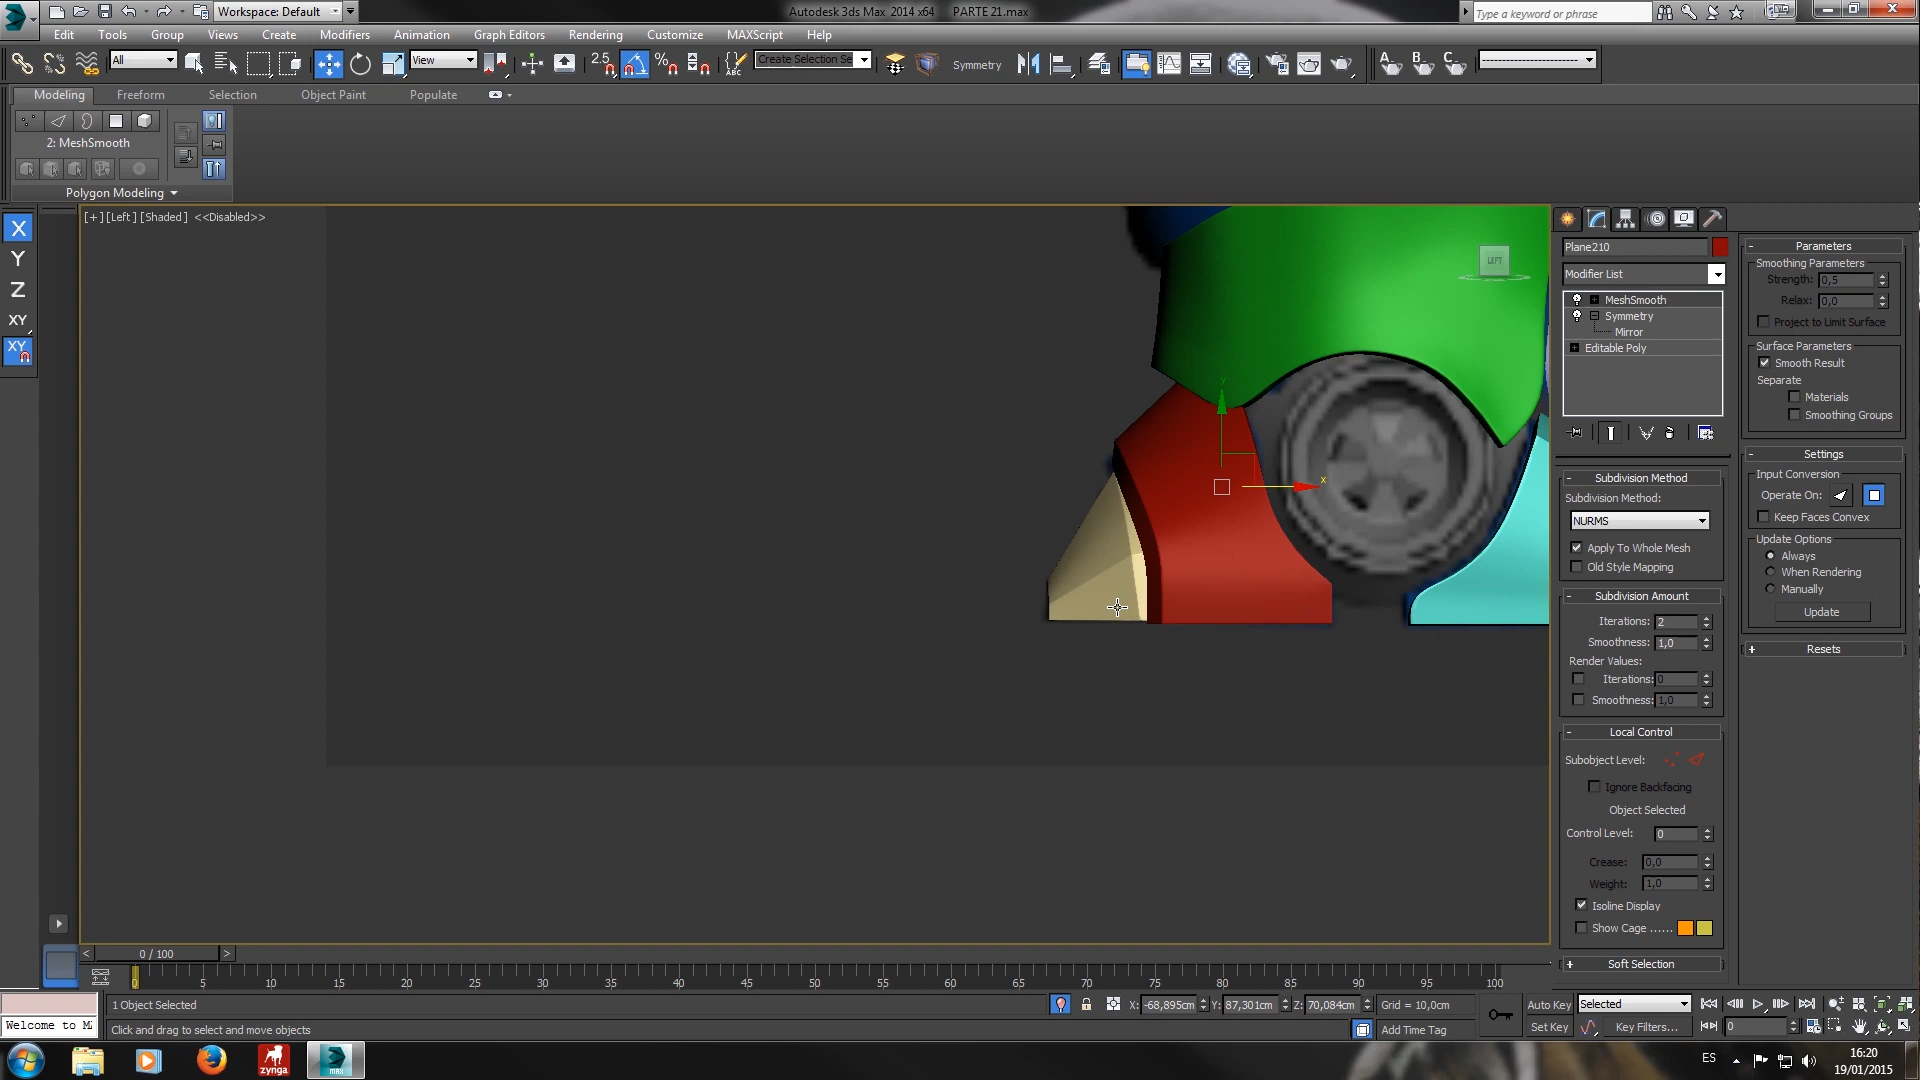 Workspace: Default
Autodesk 3ds Max 2014 x64 PARTE 21.max
Type a keyword or phrase
Edit Tools Group Views Create Modifiers Animation Graph Editors Rendering Customize MAXScript Help
All
View
2.5
Create Selection Se
Symmetry
Modeling Freeform Selection Object Paint Populate
2: MeshSmooth
Polygon Modeling
X
Y
Z
XY
XY
[+] [Left] [Shaded] <<Disabled>>
LEFT
Y
x
Plane210
Modifier List
MeshSmooth
Symmetry
Mirror
Editable Poly
Subdivision Method
Subdivision Method:
NURMS
Apply To Whole Mesh
Old Style Mapping
Subdivision Amount
Iterations: 2
Smoothness: 1,0
Render Values:
Iterations: 0
Smoothness: 1,0
Local Control
Subobject Level:
Ignore Backfacing
Object Selected
Control Level: 0
Crease: 0,0
Weight: 1,0
Isoline Display
Show Cage ......
Soft Selection
Parameters
Smoothing Parameters
Strength: 0,5
Relax: 0,0
Project to Limit Surface
Surface Parameters
Smooth Result
Separate
Materials
Smoothing Groups
Settings
Input Conversion
Operate On:
Keep Faces Convex
Update Options
Always
When Rendering
Manually
Update
Resets
0 / 100
0 5 10 15 20 25 30 35 40 45 50 55 60 65 70 75 80 85 90 95 100
1 Object Selected
X: -68,895cm Y: 87,301cm Z: 70,084cm Grid = 10,0cm
Auto Key Selected
Welcome to MA
Click and drag to select and move objects
Add Time Tag
Set Key Key Filters... 0
zynga
MAX
ES
16:20
19/01/2015